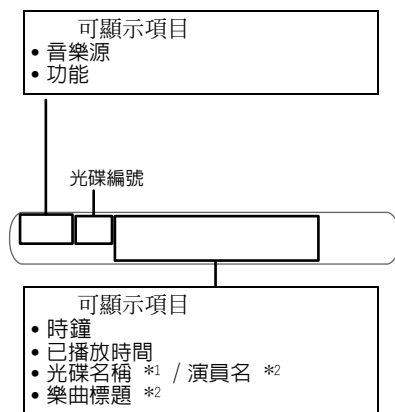 可顯示項目
• 音樂源
• 功能
光碟編號
可顯示項目
• 時鐘
• 已播放時間
• 光碟名稱 *1 / 演員名 *2
• 樂曲標題 *2